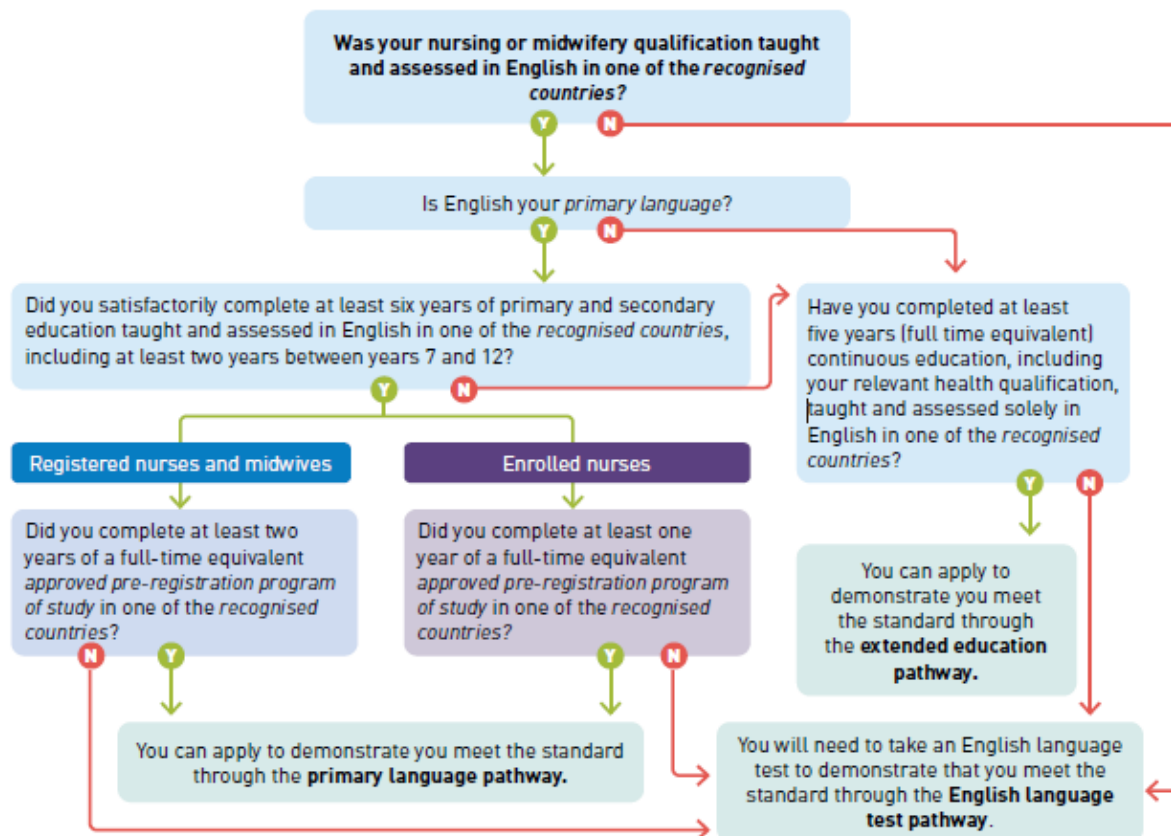 Was your nursing or midwifery qualification taught
and assessed in English in one of the recognised
countries?
Y
N
Is English your primary language?
Y
N
Did you satisfactorily complete at least six years of primary and secondary
education taught and assessed in English in one of the recognised countries,
including at least two years between years 7 and 12?
Y
N
Have you completed at least
five years (full time equivalent)
continuous education, including
your relevant health qualification,
taught and assessed solely in
English in one of the recognised
countries?
Y
N
Registered nurses and midwives
Did you complete at least two
years of a full-time equivalent
approved pre-registration program
of study in one of the recognised
countries?
N
Y
Enrolled nurses
Did you complete at least one
year of a full-time equivalent
approved pre-registration program
of study in one of the recognised
countries?
Y
N
You can apply to
demonstrate you meet
the standard through
the extended education
pathway.
You can apply to demonstrate you meet the standard
through the primary language pathway.
You will need to take an English language
test to demonstrate that you meet the
standard through the English language
test pathway.